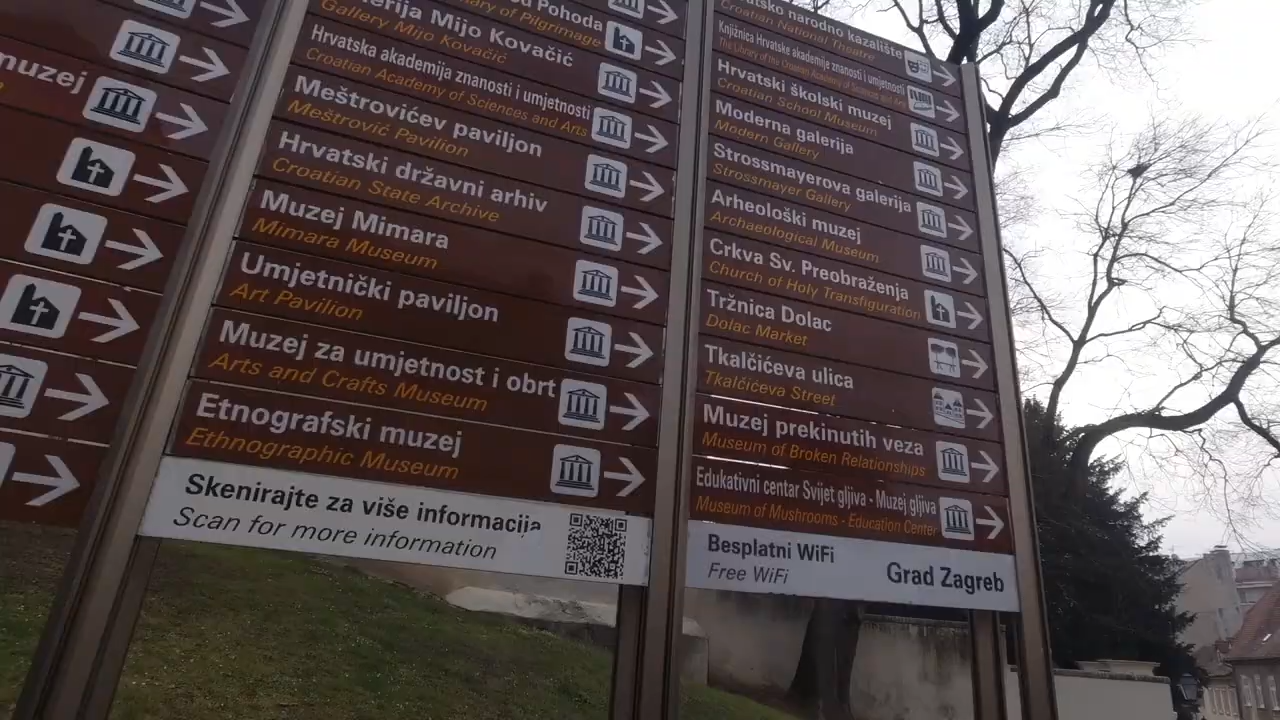 muzej
Pohoda
Gallery of Pilgrimage
Mijo Kovačić
Gallery Mijo Kovačić
Hrvatska akademija znanosti i umjetnosti
Croatian Academy of Sciences and Arts
Meštrovićev paviljon
Meštrović Pavilion
Hrvatski državni arhiv
Croatian State Archive
Muzej Mimara
Mimara Museum
Umjetnički paviljon
Art Pavilion
Muzej za umjetnost i obrt
Arts and Crafts Museum
Etnografski muzej
Ethnographic Museum
Skenirajte za više informacija
Scan for more information
narodno kazalište
Croatian National Theatre
Knjižnica Hrvatske akademije znanosti i umjetnosti
The Library of the Croatian Academy of Sciences and Arts
Hrvatski školski muzej
Croatian School Museum
Moderna galerija
Modern Gallery
Strossmayerova galerija
Strossmayer Gallery
Arheološki muzej
Archaeological Museum
Crkva Sv. Preobraženja
Church of Holy Transfiguration
Tržnica Dolac
Dolac Market
Tkalčićeva ulica
Tkalčićeva Street
Muzej prekinutih veza
Museum of Broken Relationships
Edukativni centar Svijet gljiva - Muzej gljiva
Museum of Mushrooms - Education Center
Besplatni WiFi
Free WiFi
Grad Zagreb